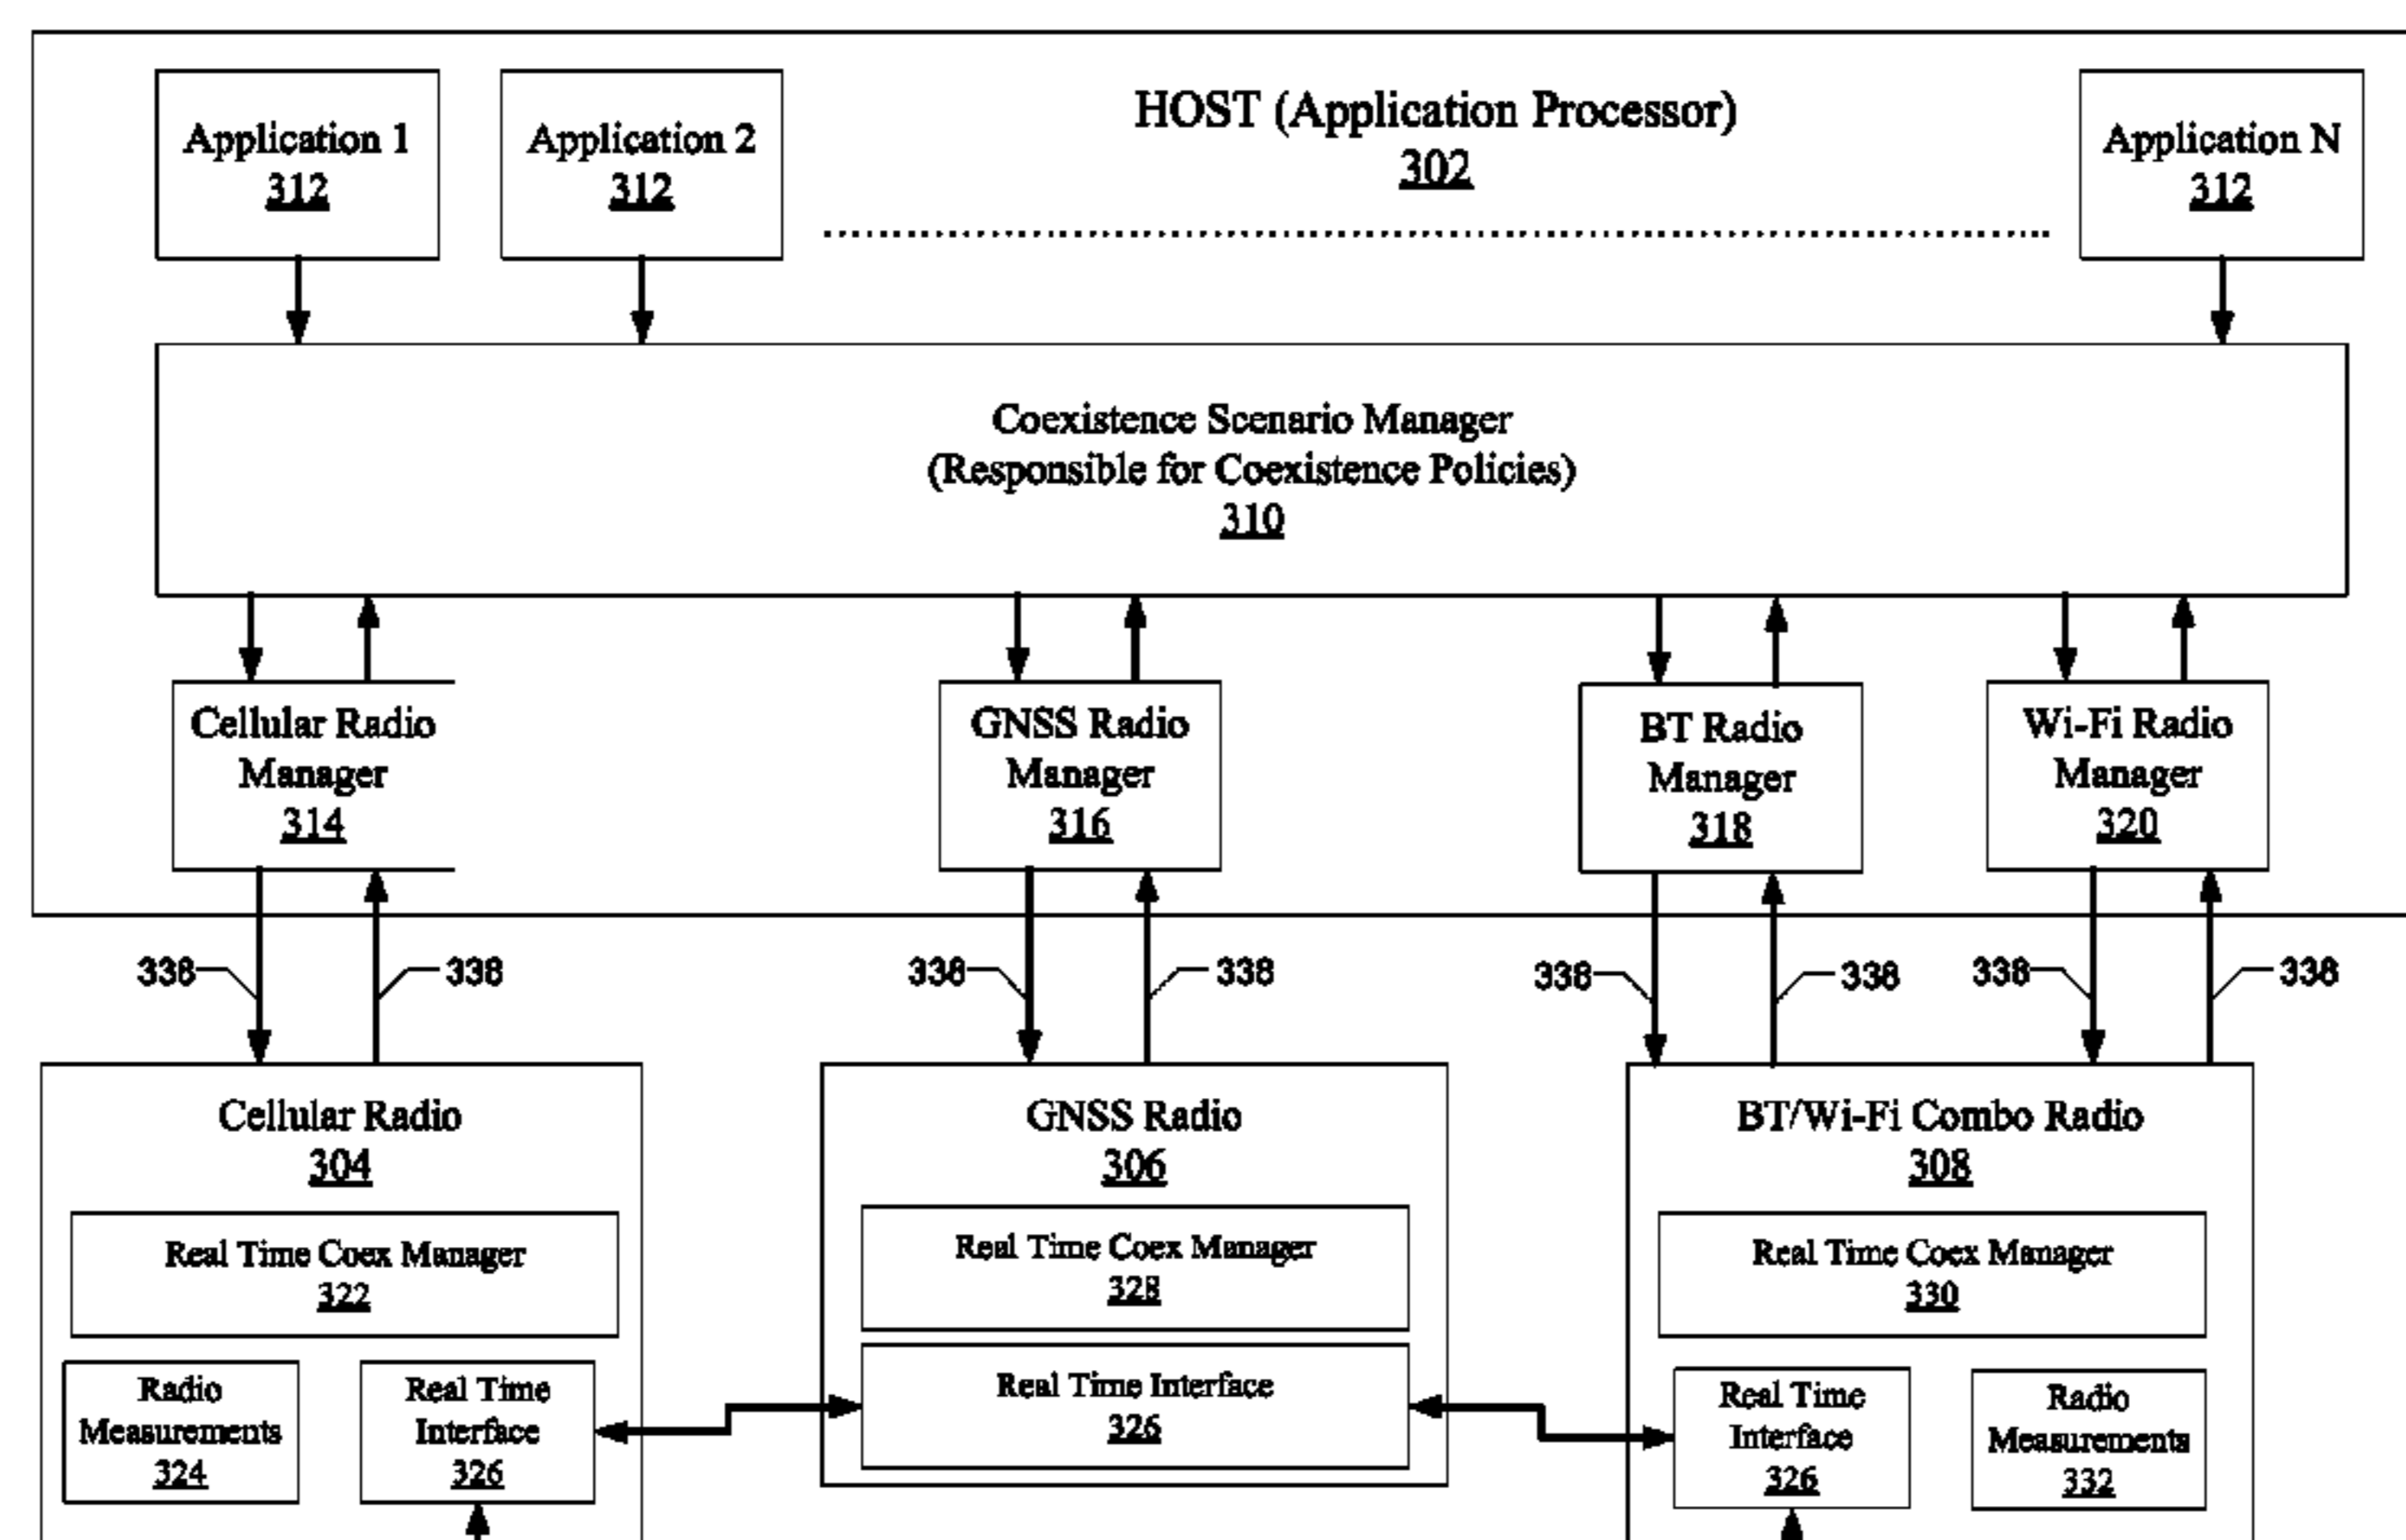 Application 1
312
Application 2
312
HOST (Application Processor)
302
Application N
312
Coexistence Scenario Manager
(Responsible for Coexistence Policies)
310
Cellular Radio
Manager
314
GNSS Radio
Manager
316
BT Radio
Manager
318
Wi-Fi Radio
Manager
320
338
338
338
338
338
338
338
338
Cellular Radio
304
Real Time Coex Manager
322
Radio
Measurements
324
Real Time
Interface
326
GNSS Radio
306
Real Time Coex Manager
328
Real Time Interface
326
BT/Wi-Fi Combo Radio
308
Real Time Coex Manager
330
Real Time
Interface
326
Radio
Measurements
332